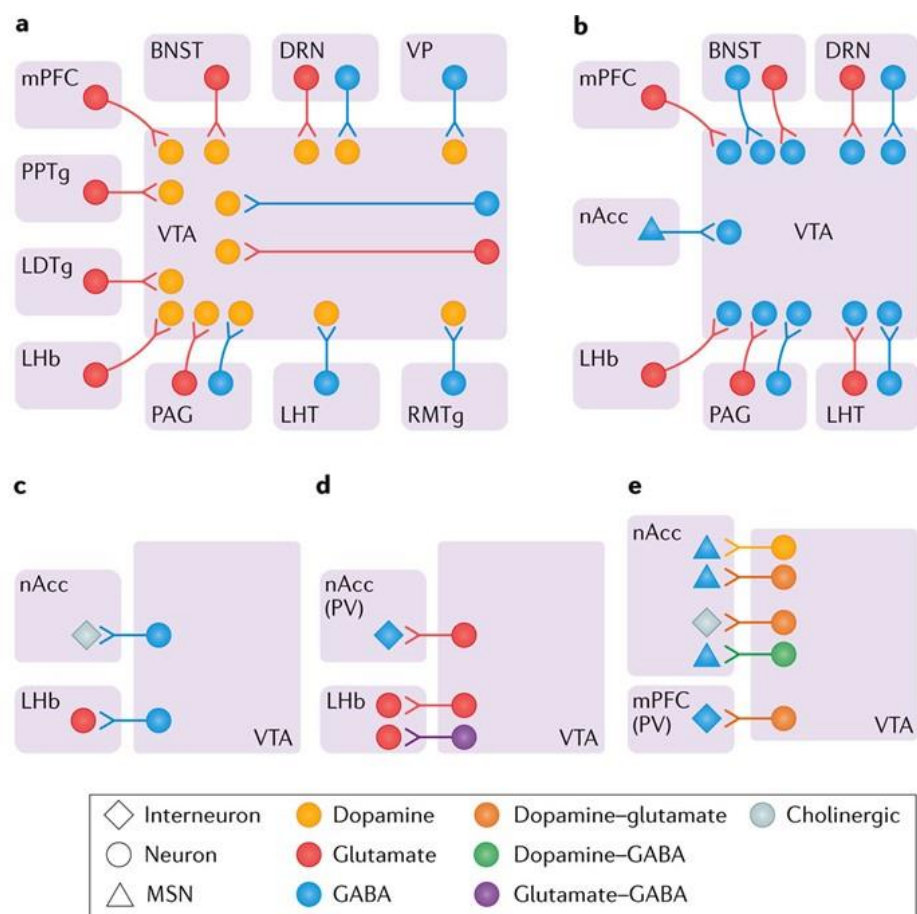 a
BNST
DRN
VP
mPFC
PPTg
LDTg
LHb
VTA
PAG
LHT
RMTg
b
BNST
DRN
mPFC
nAcc
VTA
LHb
PAG
LHT
c
nAcc
LHb
VTA
d
nAcc
(PV)
LHb
VTA
e
nAcc
mPFC
(PV)
VTA
Interneuron
Dopamine
Dopamine–glutamate
Cholinergic
Neuron
Glutamate
Dopamine–GABA
MSN
GABA
Glutamate–GABA